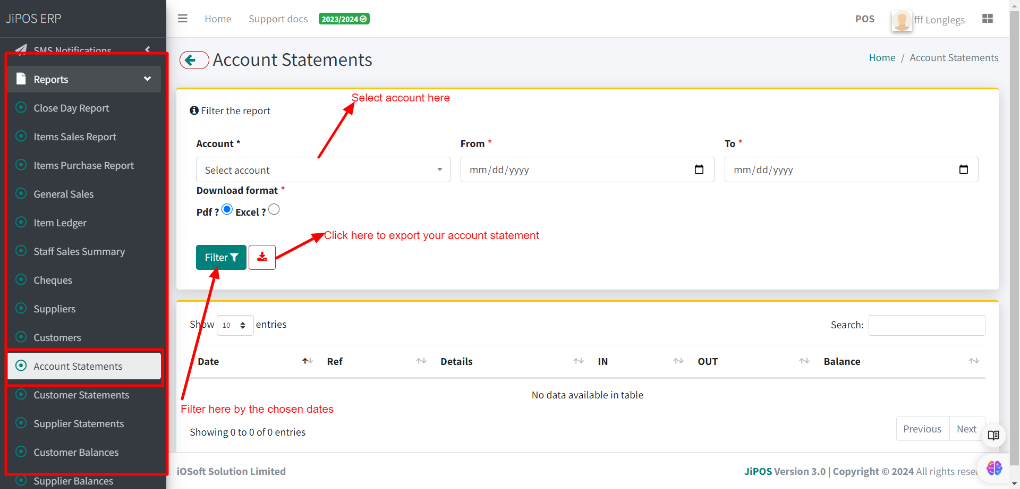 JiPOS ERP
Home
Support docs
2023/2024
POS
fff Longlegs
SMS Notifications
Reports
Close Day Report
Items Sales Report
Items Purchase Report
General Sales
Item Ledger
Staff Sales Summary
Cheques
Suppliers
Customers
Account Statements
Customer Statements
Supplier Statements
Customer Balances
Supplier Balances
Account Statements
Home / Account Statements
Select account here
Filter the report
Account *
From *
To *
Select account
mm/dd/yyyy
mm/dd/yyyy
Download format *
Pdf ? Excel ?
Click here to export your account statement
Filter
Show 10 entries
Search:
Date Ref Details IN OUT Balance
No data available in table
Filter here by the chosen dates
Showing 0 to 0 of 0 entries
Previous Next
iOSoft Solution Limited
JiPOS Version 3.0 | Copyright © 2024 All rights rese